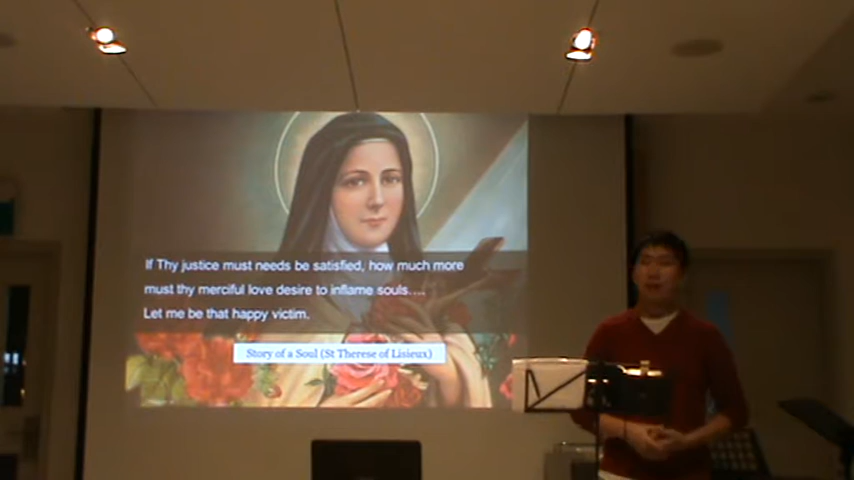 If Thy justice must needs be satisfied, how much more
must thy merciful love desire to inflame souls....
Let me be that happy victim.
Story of a Soul (St Therese of Lisieux)